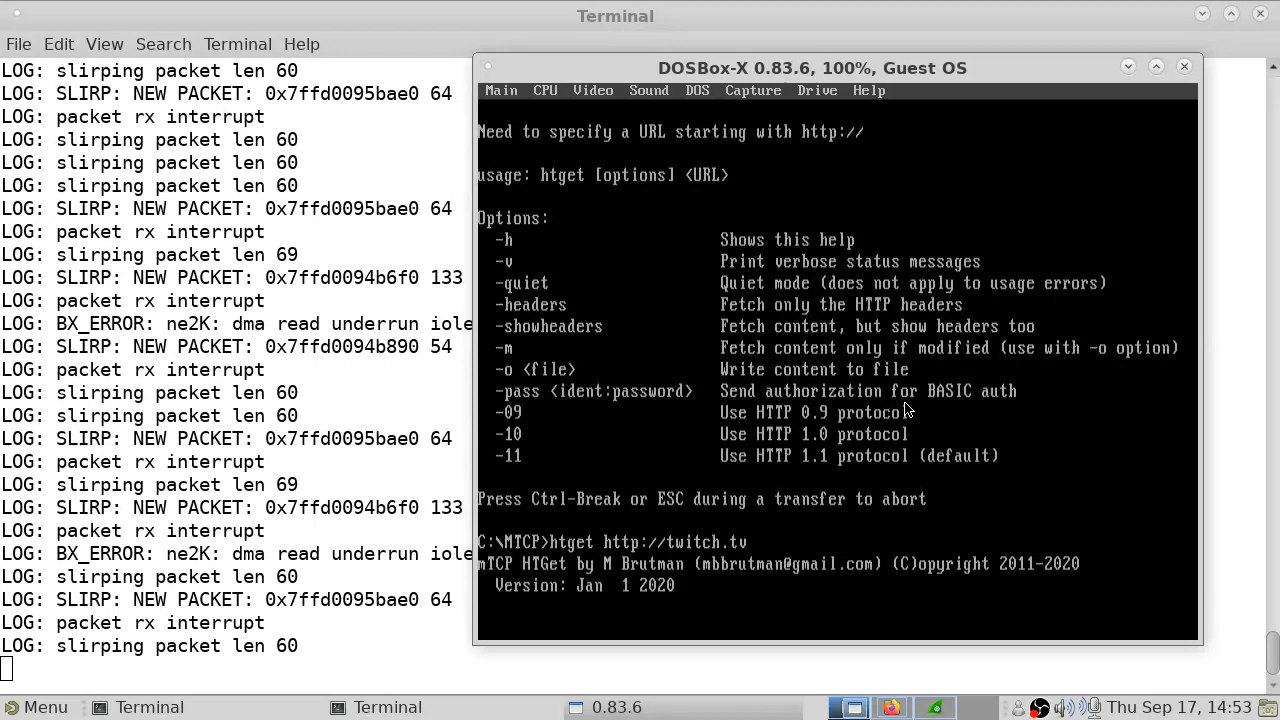 Terminal
File Edit View Search Terminal Help
LOG: slirping packet len 60
LOG: SLIRP: NEW PACKET: 0x7ffd0095bae0 64
LOG: packet rx interrupt
LOG: slirping packet len 60
LOG: slirping packet len 60
LOG: slirping packet len 60
LOG: SLIRP: NEW PACKET: 0x7ffd0095bae0 64
LOG: packet rx interrupt
LOG: slirping packet len 69
LOG: SLIRP: NEW PACKET: 0x7ffd0094b6f0 133
LOG: packet rx interrupt
LOG: BX_ERROR: ne2K: dma read underrun iole
LOG: SLIRP: NEW PACKET: 0x7ffd0094b890 54
LOG: packet rx interrupt
LOG: slirping packet len 60
LOG: slirping packet len 60
LOG: SLIRP: NEW PACKET: 0x7ffd0095bae0 64
LOG: packet rx interrupt
LOG: slirping packet len 69
LOG: SLIRP: NEW PACKET: 0x7ffd0094b6f0 133
LOG: packet rx interrupt
LOG: BX_ERROR: ne2K: dma read underrun iole
LOG: slirping packet len 60
LOG: SLIRP: NEW PACKET: 0x7ffd0095bae0 64
LOG: packet rx interrupt
LOG: slirping packet len 60
DOSBox-X 0.83.6, 100%, Guest OS
Main CPU Video Sound DOS Capture Drive Help
Need to specify a URL starting with http://
usage: htget [options] <URL>
Options:
-h Shows this help
-v Print verbose status messages
-quiet Quiet mode (does not apply to usage errors)
-headers Fetch only the HTTP headers
-showheaders Fetch content, but show headers too
-m Fetch content only if modified (use with -o option)
-o <file> Write content to file
-pass <ident:password> Send authorization for BASIC auth
-09 Use HTTP 0.9 protocol
-10 Use HTTP 1.0 protocol
-11 Use HTTP 1.1 protocol (default)
Press Ctrl-Break or ESC during a transfer to abort
C:\MTCP>htget http://twitch.tv
mTCP HTGet by M Brutman (mbbrutman@gmail.com) (C)opyright 2011-2020
Version: Jan 1 2020
Menu Terminal Terminal 0.83.6 Thu Sep 17, 14:53